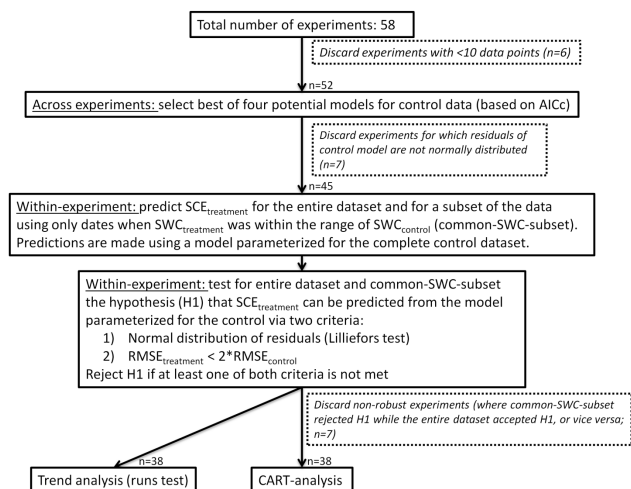 Total number of experiments: 58
Discard experiments with <10 data points (n=6)
n=52
Across experiments: select best of four potential models for control data (based on AICc)
Discard experiments for which residuals of
control model are not normally distributed
(n=7)
n=45
Within-experiment: predict SCEtreatment for the entire dataset and for a subset of the data
using only dates when SWCtreatment was within the range of SWCcontrol (common-SWC-subset).
Predictions are made using a model parameterized for the complete control dataset.
Within-experiment: test for entire dataset and common-SWC-subset
the hypothesis (H1) that SCEtreatment can be predicted from the model
parameterized for the control via two criteria:
1) Normal distribution of residuals (Lilliefors test)
2) RMSEtreatment < 2*RMSEcontrol
Reject H1 if at least one of both criteria is not met
Discard non-robust experiments (where common-SWC-subset
rejected H1 while the entire dataset accepted H1, or vice versa;
n=7)
n=38
n=38
Trend analysis (runs test)
CART-analysis